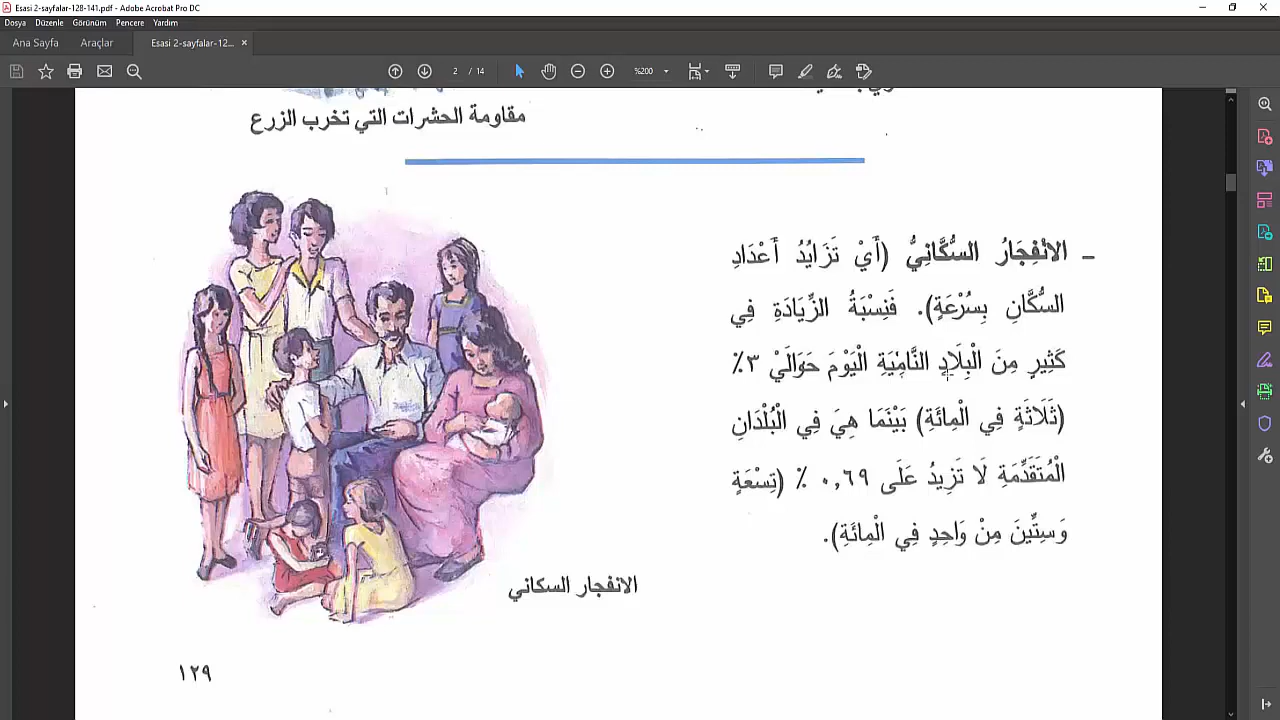 Esasi 2-sayfalar-128-141.pdf - Adobe Acrobat Pro DC
Dosya Düzenle Görünüm Pencere Yardım
Ana Sayfa Araçlar Esasi 2-sayfalar-12... ×
2 / 14 %200
مقاومة الحشرات التي تخرب الزرع
- الانْفِجَارُ السُّكَّانِيُّ (أَيْ تَزَايُدُ أَعْدَادِ
السُّكَّانِ بِسُرْعَةٍ). فَنِسْبَةُ الزِّيَادَةِ فِي
كَثِيرٍ مِنَ الْبِلَادِ النَّامِيَةِ الْيَوْمَ حَوَالَيْ ٣٪
(ثَلَاثَةٍ فِي الْمِائَةِ) بَيْنَمَا هِيَ فِي الْبُلْدَانِ
الْمُتَقَدِّمَةِ لَا تَزِيدُ عَلَى ٠,٦٩ ٪ (تِسْعَةٍ
وَسِتِّينَ مِنْ وَاحِدٍ فِي الْمِائَةِ).
الانفجار السكاني
١٢٩